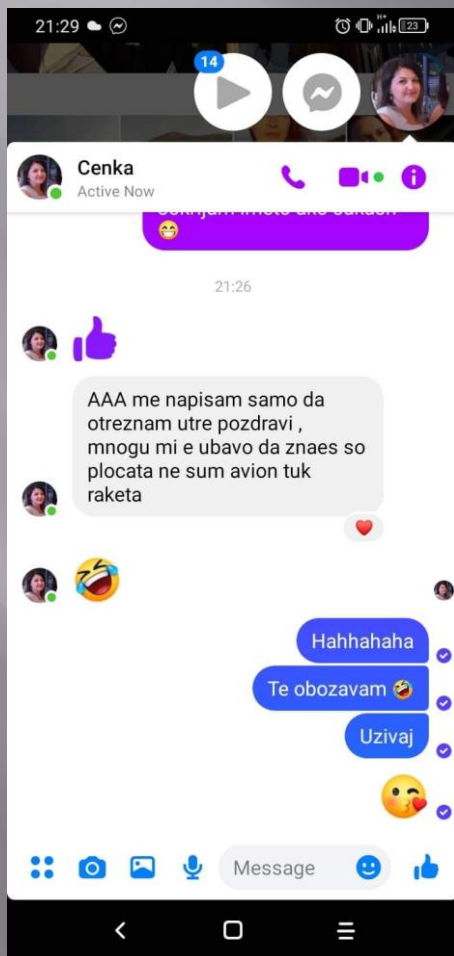 21:29
H+
23
14
Cenka
Active Now
21:26
AAA me napisam samo da
otreznam utre pozdravi ,
mnogu mi e ubavo da znaes so
plocata ne sum avion tuk
raketa
Hahhahaha
Te obozavam
Uzivaj
Message